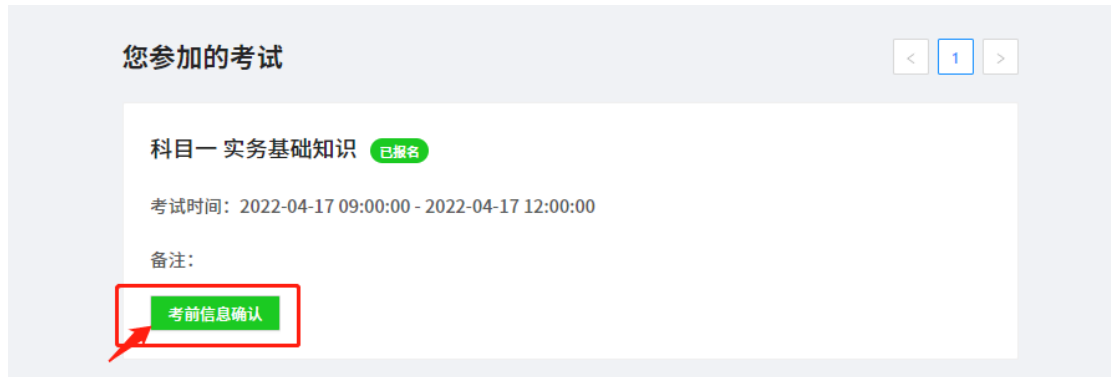 您参加的考试
< 1 >
科目一 实务基础知识 已报名
考试时间：2022-04-17 09:00:00 - 2022-04-17 12:00:00
备注：
考前信息确认